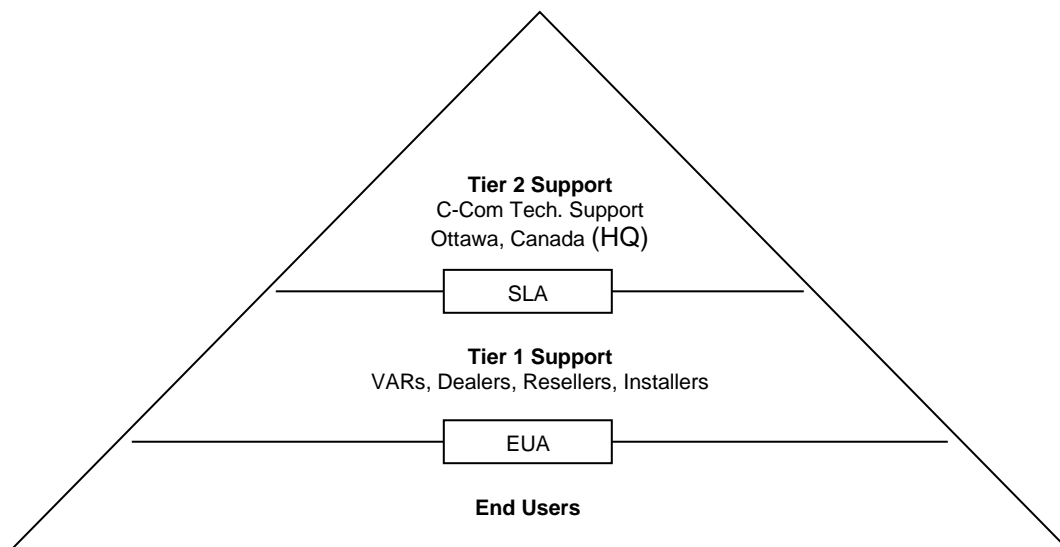 Tier 2 Support
C-Com Tech. Support
Ottawa, Canada (HQ)
SLA
Tier 1 Support
VARs, Dealers, Resellers, Installers
EUA
End Users